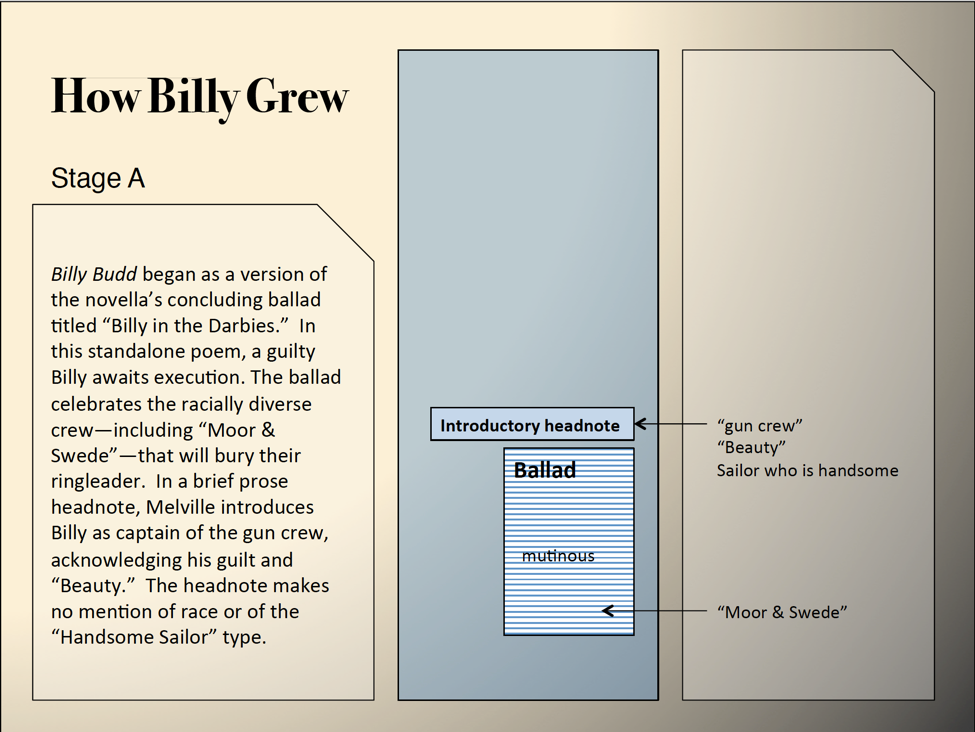 How Billy Grew
Stage A
Billy Budd began as a version of
the novella’s concluding ballad
titled “Billy in the Darbies.”  In
this standalone poem, a guilty
Billy awaits execution. The ballad
celebrates the racially diverse
crew—including “Moor &
Swede”—that will bury their
ringleader.  In a brief prose
headnote, Melville introduces
Billy as captain of the gun crew,
acknowledging his guilt and
“Beauty.”  The headnote makes
no mention of race or of the
“Handsome Sailor” type.
Introductory headnote
Ballad
mutinous
“gun crew”
“Beauty”
Sailor who is handsome
“Moor & Swede”